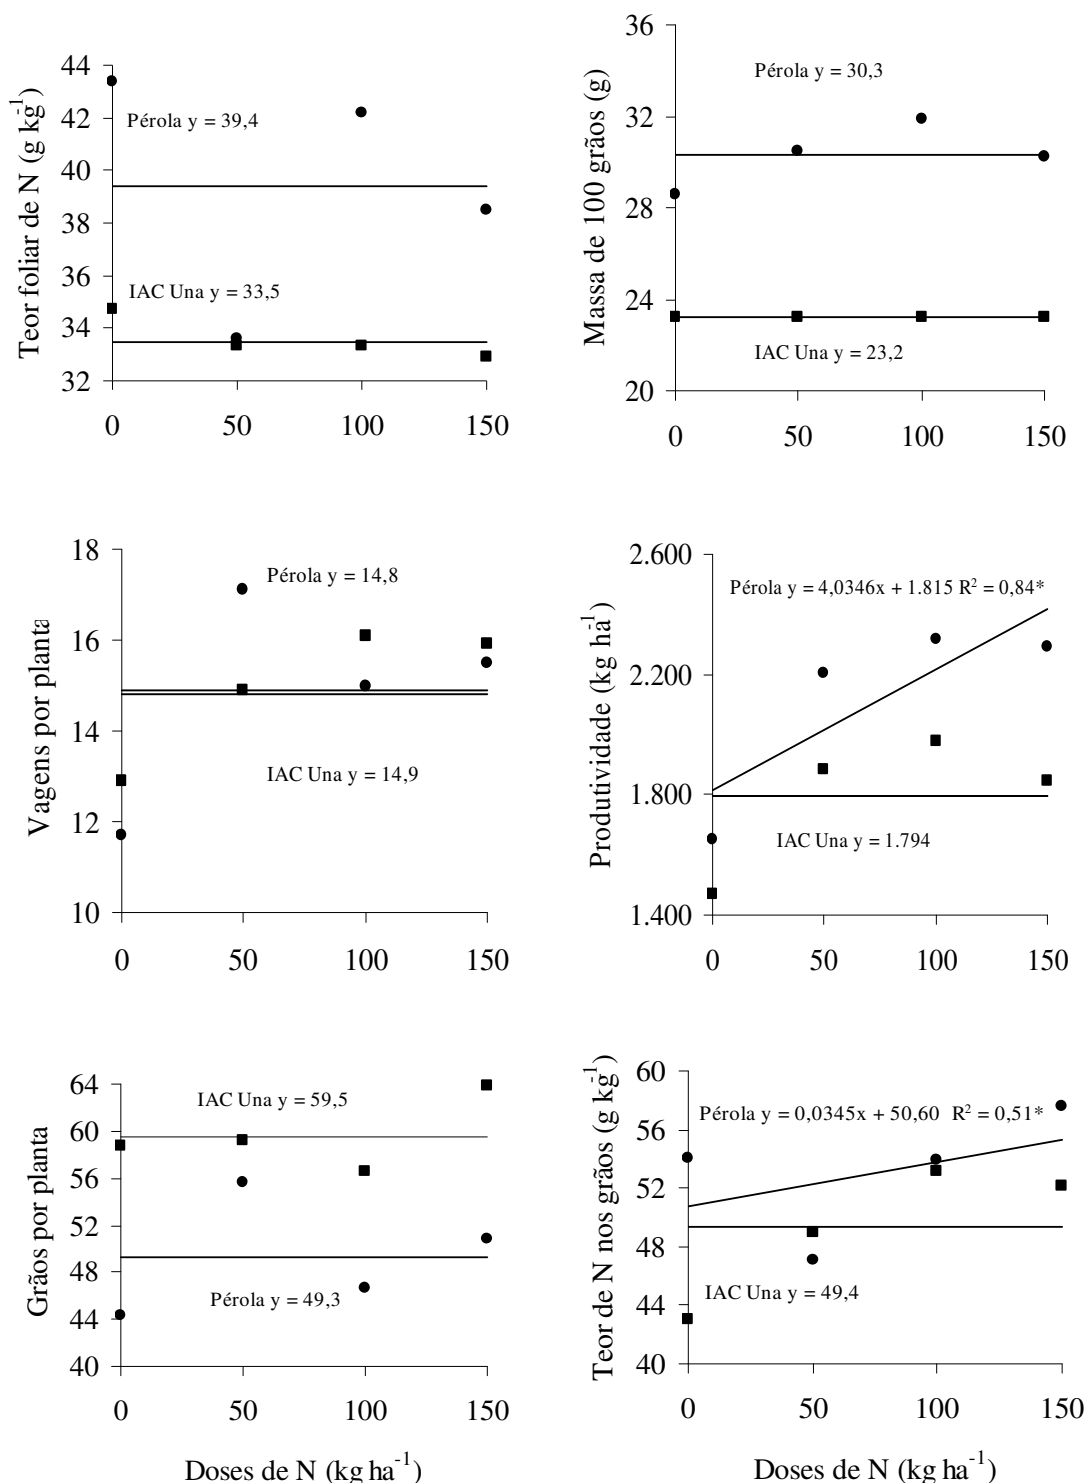 Teor foliar de N (g kg⁻¹)
44
42
40
38
36
34
32
Pérola y = 39,4
IAC Una y = 33,5
0 50 100 150
Massa de 100 grãos (g)
36
32
28
24
20
Pérola y = 30,3
IAC Una y = 23,2
0 50 100 150
Vagens por planta
18
16
14
12
10
Pérola y = 14,8
IAC Una y = 14,9
0 50 100 150
Produtividade (kg ha⁻¹)
2.600
2.200
1.800
1.400
Pérola y = 4,0346x + 1.815 R² = 0,84*
IAC Una y = 1.794
0 50 100 150
Grãos por planta
64
60
56
52
48
44
40
IAC Una y = 59,5
Pérola y = 49,3
0 50 100 150
Doses de N (kg ha⁻¹)
Teor de N nos grãos (g kg⁻¹)
60
56
52
48
44
40
Pérola y = 0,0345x + 50,60 R² = 0,51*
IAC Una y = 49,4
0 50 100 150
Doses de N (kg ha⁻¹)